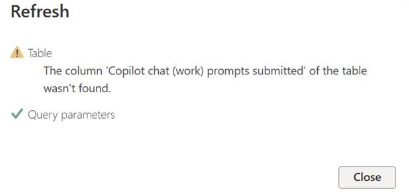 Refresh
Table
The column 'Copilot chat (work) prompts submitted' of the table
wasn't found.
Query parameters
Close